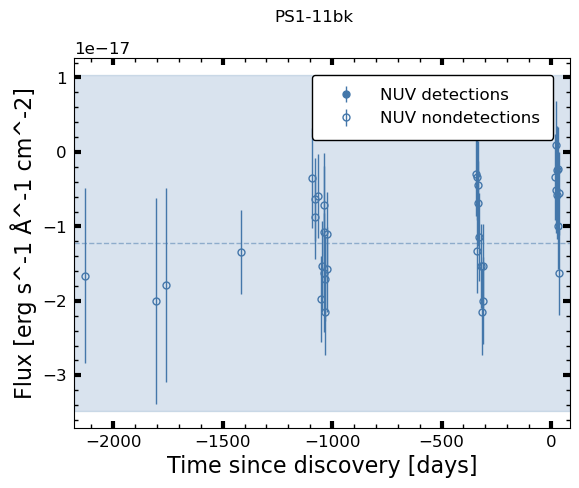 PS1-11bk
1e−17
NUV detections
NUV nondetections
1
0
−1
−2
−3
Flux [erg s^-1 Å^-1 cm^-2]
−2000 −1500 −1000 −500 0
Time since discovery [days]